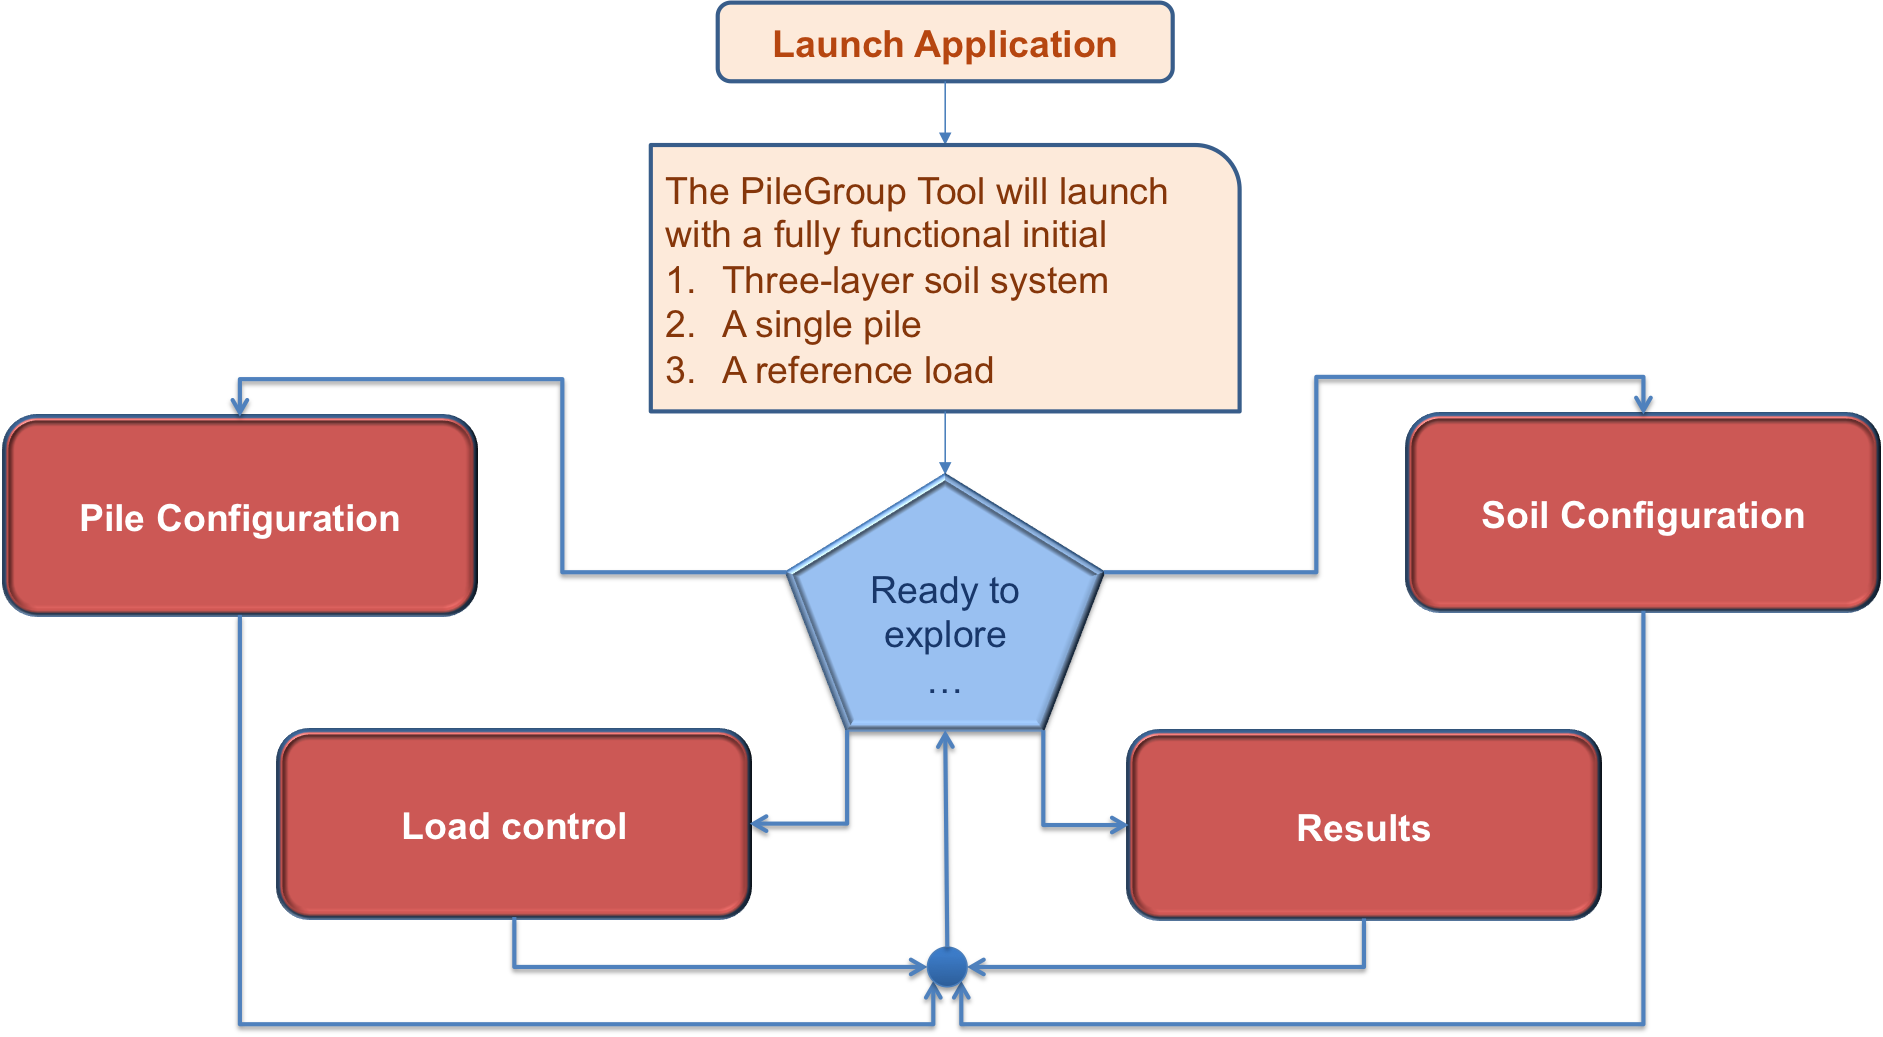 Launch Application
The PileGroup Tool will launch
with a fully functional initial
1. Three-layer soil system
2. A single pile
3. A reference load
Pile Configuration
Soil Configuration
Ready to
explore
…
Load control
Results